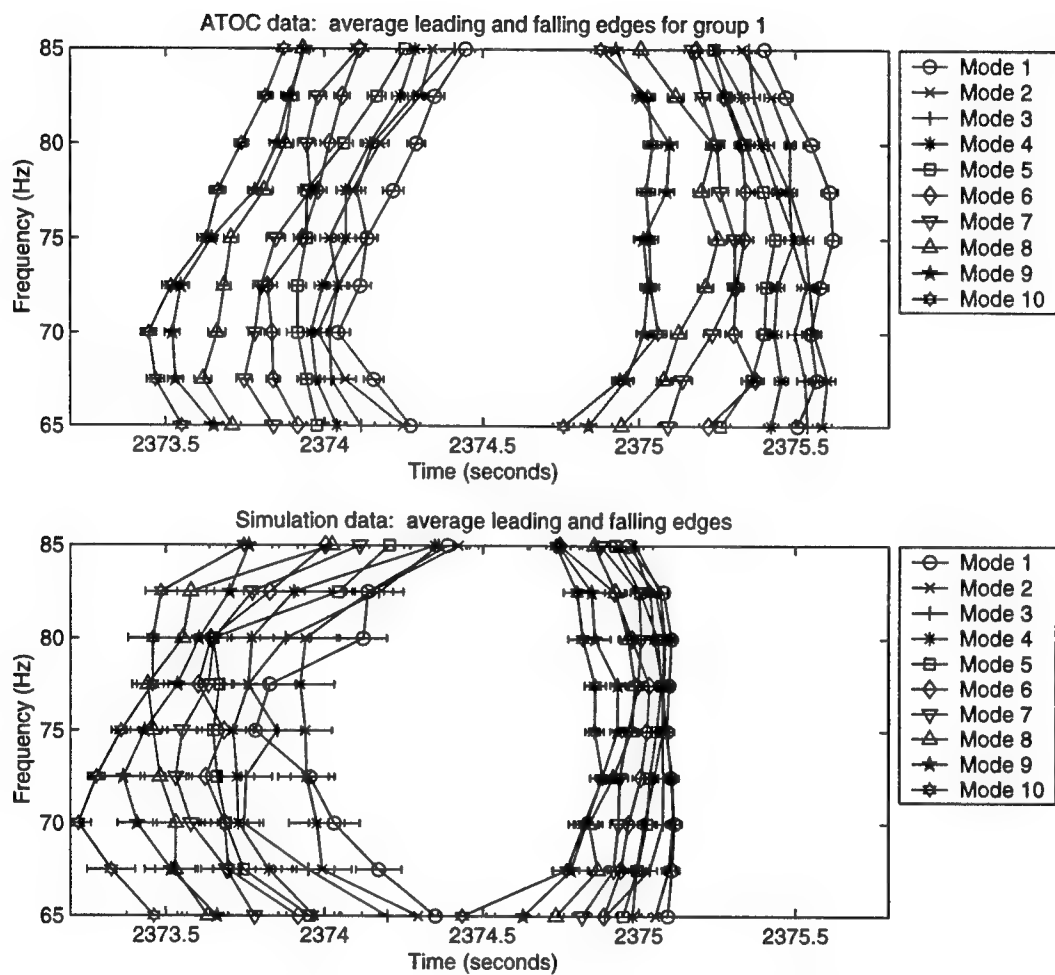 ATOC data: average leading and falling edges for group 1
85
80
75
70
65
Frequency (Hz)
2373.5 2374 2374.5 2375 2375.5
Time (seconds)
Mode 1
Mode 2
Mode 3
Mode 4
Mode 5
Mode 6
Mode 7
Mode 8
Mode 9
Mode 10
Simulation data: average leading and falling edges
85
80
75
70
65
Frequency (Hz)
2373.5 2374 2374.5 2375 2375.5
Time (seconds)
Mode 1
Mode 2
Mode 3
Mode 4
Mode 5
Mode 6
Mode 7
Mode 8
Mode 9
Mode 10